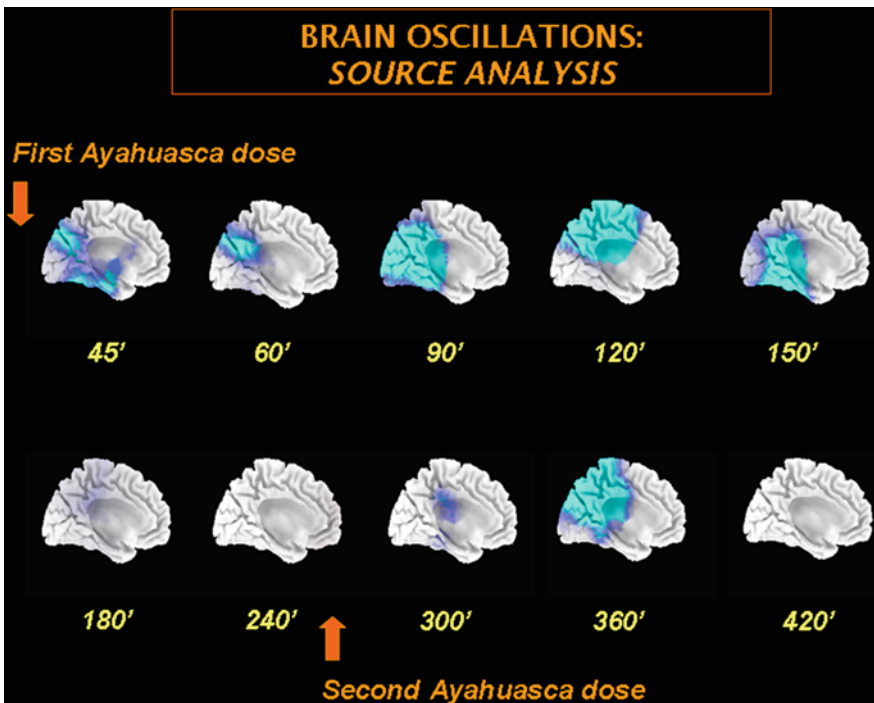 BRAIN OSCILLATIONS:
SOURCE ANALYSIS
First Ayahuasca dose
45' 60' 90' 120' 150'
180' 240' 300' 360' 420'
Second Ayahuasca dose